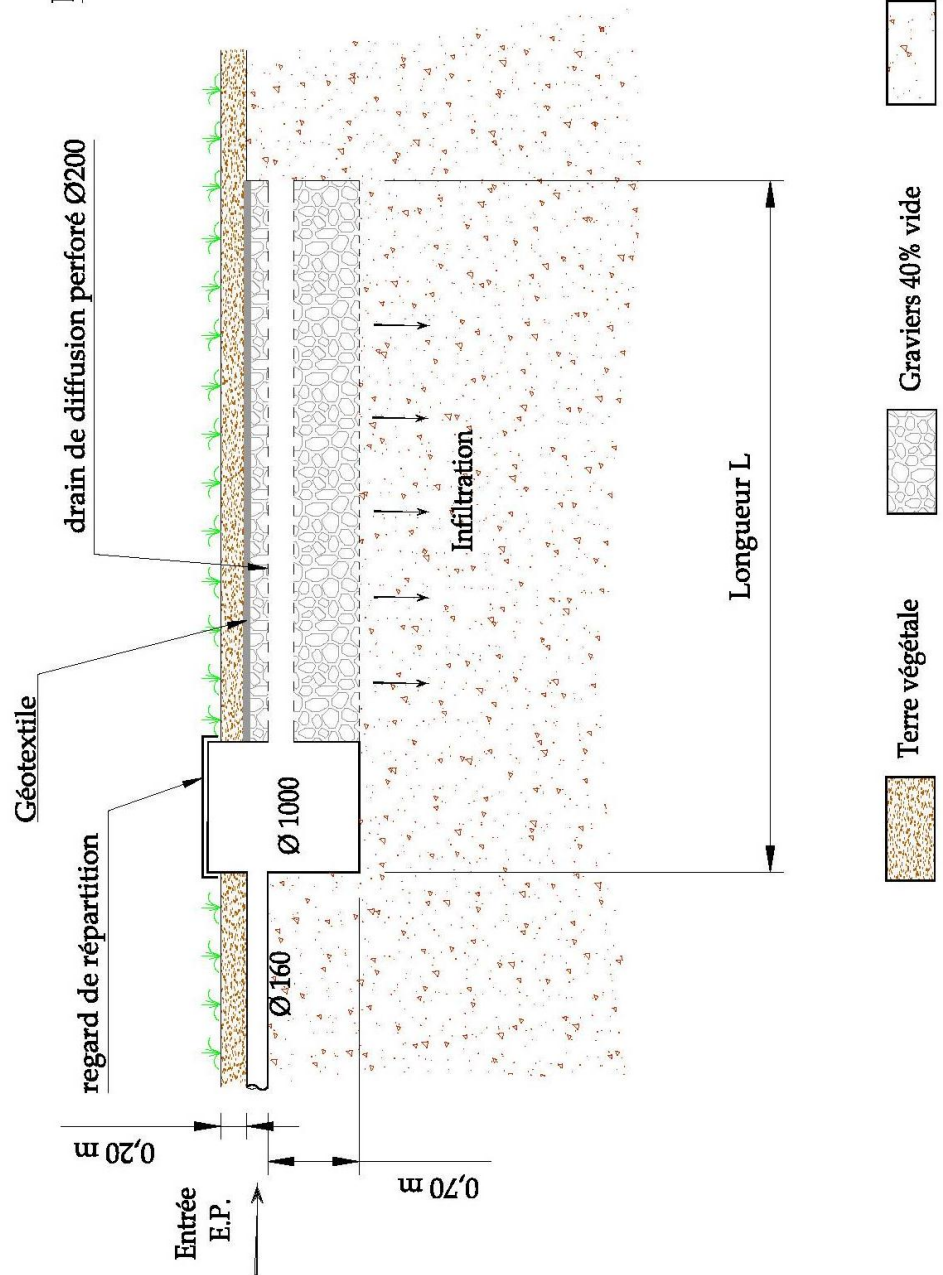 Géotextile
regard de répartition
drain de diffusion perforé Ø200
0,20 m
Entrée
E.P.
Ø 160
Ø 1000
0,70 m
Infiltration
Longueur L
Terre végétale
Graviers 40% vide